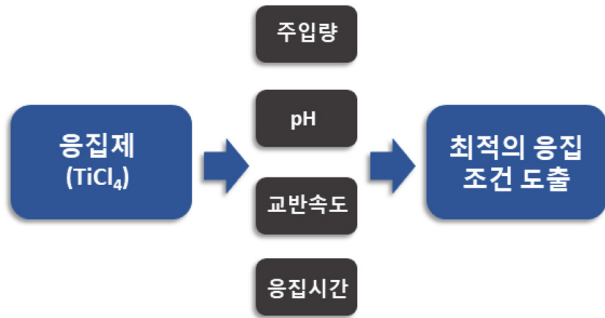 응집제
(TiCl₄)
주입량
pH
교반속도
응집시간
최적의 응집
조건 도출